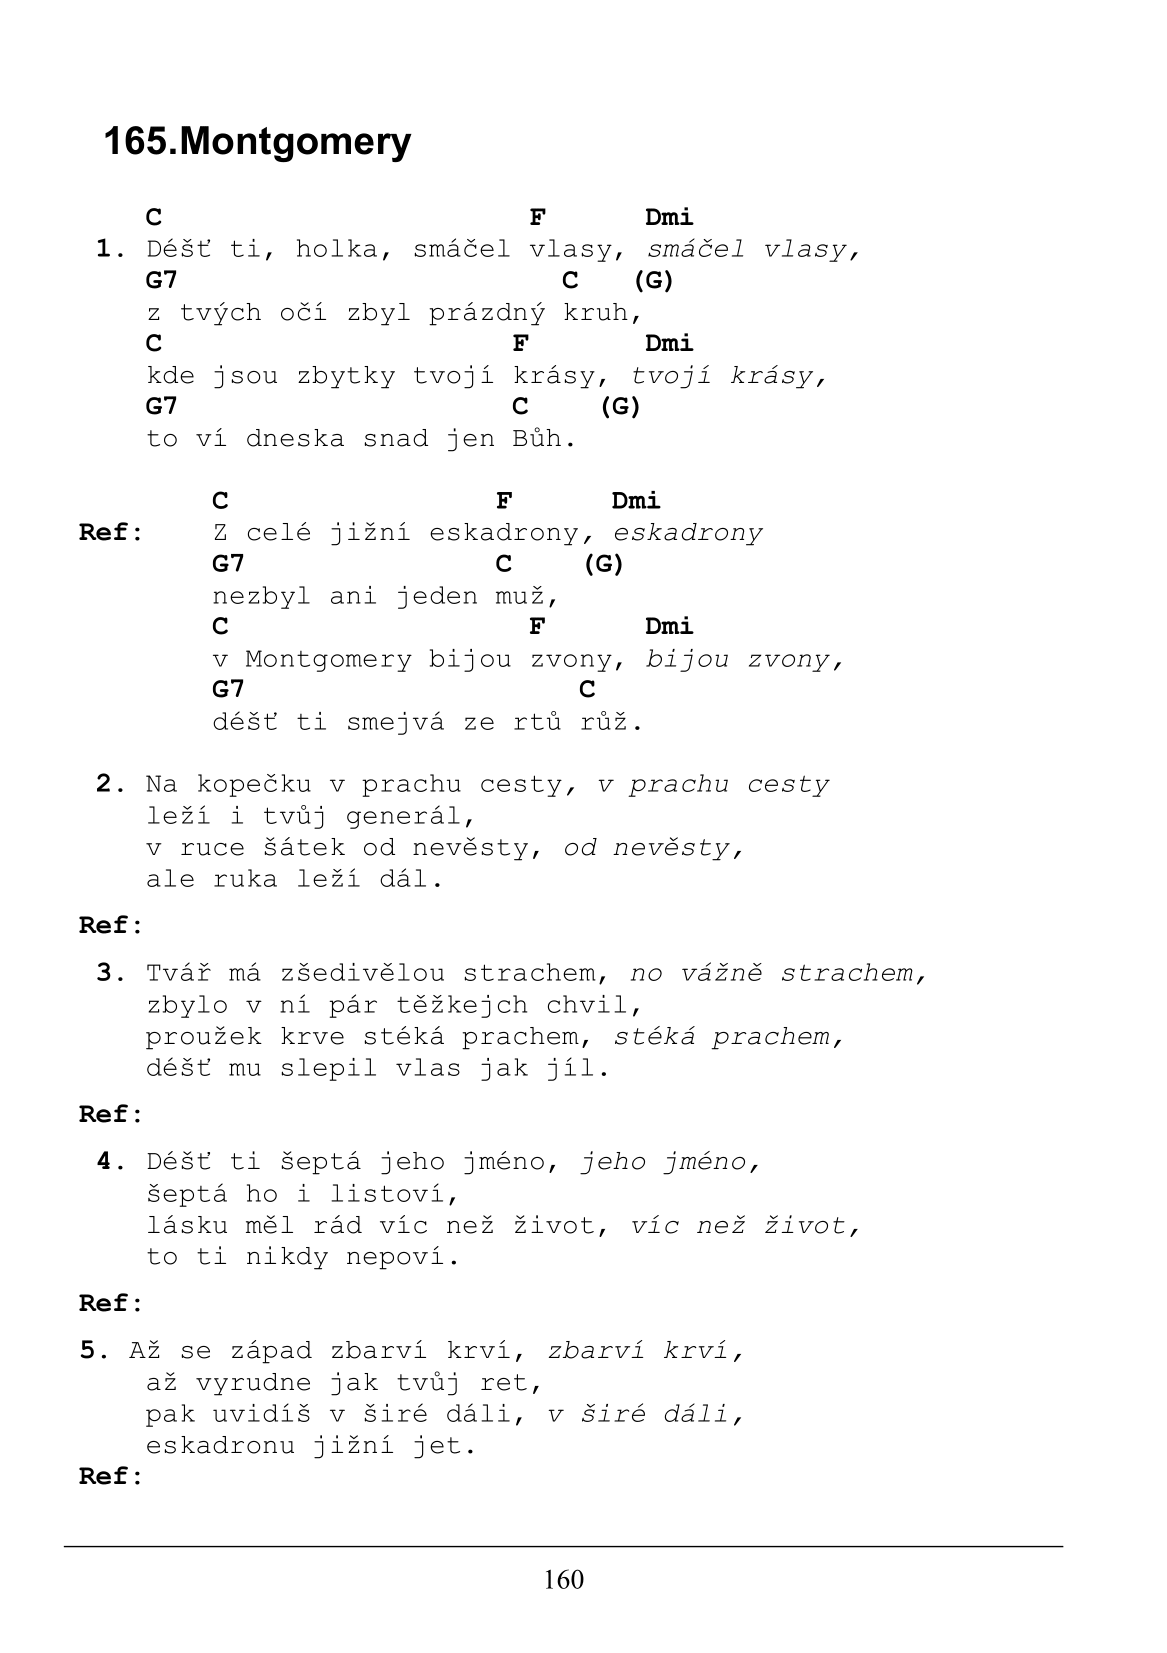 165.Montgomery
C F Dmi
1. Déšť ti, holka, smáčel vlasy, smáčel vlasy,
G7 C (G)
z tvých očí zbyl prázdný kruh,
C F Dmi
kde jsou zbytky tvojí krásy, tvojí krásy,
G7 C (G)
to ví dneska snad jen Bůh.
C F Dmi
Ref: Z celé jižní eskadrony, eskadrony
G7 C (G)
nezbyl ani jeden muž,
C F Dmi
v Montgomery bijou zvony, bijou zvony,
G7 C
déšť ti smejvá ze rtů růž.
2. Na kopečku v prachu cesty, v prachu cesty
leží i tvůj generál,
v ruce šátek od nevěsty, od nevěsty,
ale ruka leží dál.
Ref:
3. Tvář má zšedivělou strachem, no vážně strachem,
zbylo v ní pár těžkejch chvil,
proužek krve stéká prachem, stéká prachem,
déšť mu slepil vlas jak jíl.
Ref:
4. Déšť ti šeptá jeho jméno, jeho jméno,
šeptá ho i listoví,
lásku měl rád víc než život, víc než život,
to ti nikdy nepoví.
Ref:
5. Až se západ zbarví krví, zbarví krví,
až vyrudne jak tvůj ret,
pak uvidíš v širé dáli, v širé dáli,
eskadronu jižní jet.
Ref:
160